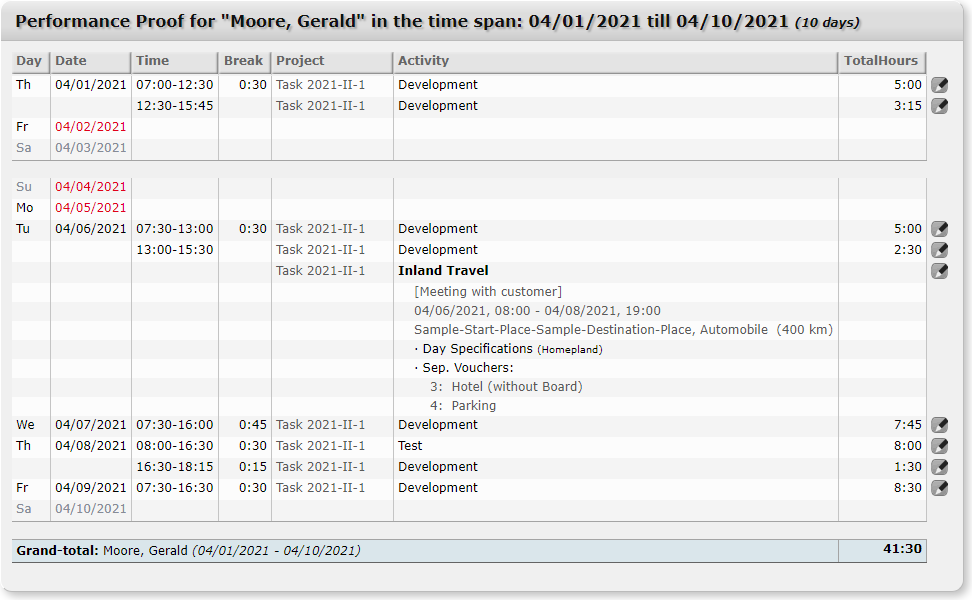 Performance Proof for "Moore, Gerald" in the time span: 04/01/2021 till 04/10/2021 (10 days)
Day Date Time Break Project Activity TotalHours
Th 04/01/2021 07:00-12:30 0:30 Task 2021-II-1 Development 5:00
12:30-15:45 Task 2021-II-1 Development 3:15
Fr 04/02/2021
Sa 04/03/2021
Su 04/04/2021
Mo 04/05/2021
Tu 04/06/2021 07:30-13:00 0:30 Task 2021-II-1 Development 5:00
13:00-15:30 Task 2021-II-1 Development 2:30
Task 2021-II-1 Inland Travel
[Meeting with customer]
04/06/2021, 08:00 - 04/08/2021, 19:00
Sample-Start-Place-Sample-Destination-Place, Automobile (400 km)
· Day Specifications (Homepland)
· Sep. Vouchers:
3: Hotel (without Board)
4: Parking
We 04/07/2021 07:30-16:00 0:45 Task 2021-II-1 Development 7:45
Th 04/08/2021 08:00-16:30 0:30 Task 2021-II-1 Test 8:00
16:30-18:15 0:15 Task 2021-II-1 Development 1:30
Fr 04/09/2021 07:30-16:30 0:30 Task 2021-II-1 Development 8:30
Sa 04/10/2021
Grand-total: Moore, Gerald (04/01/2021 - 04/10/2021) 41:30